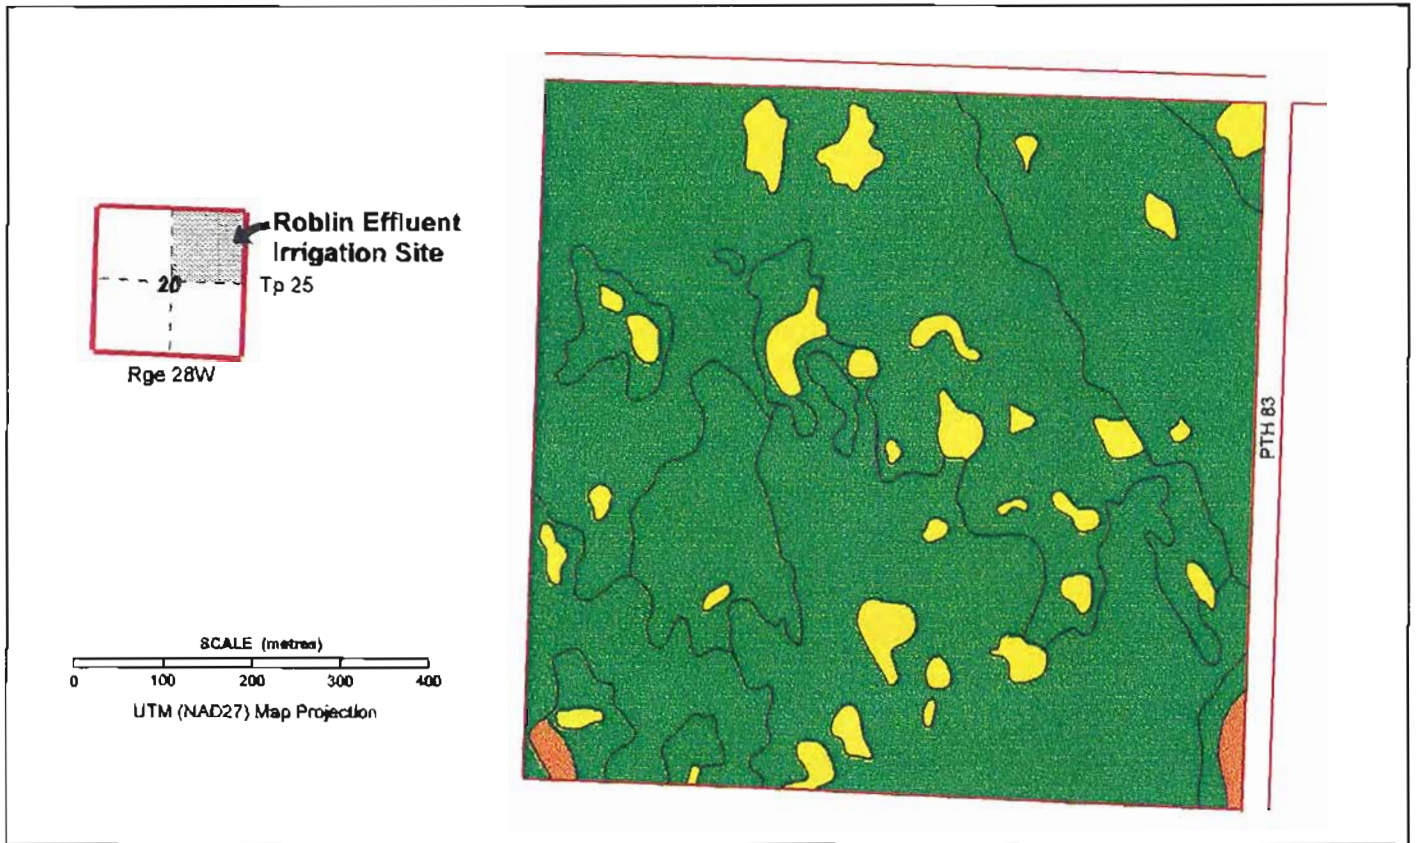 Roblin Effluent
Irrigation Site
20
Tp 25
Rge 28W
PTH 83
SCALE (metres)
0 100 200 300 400
UTM (NAD27) Map Projection